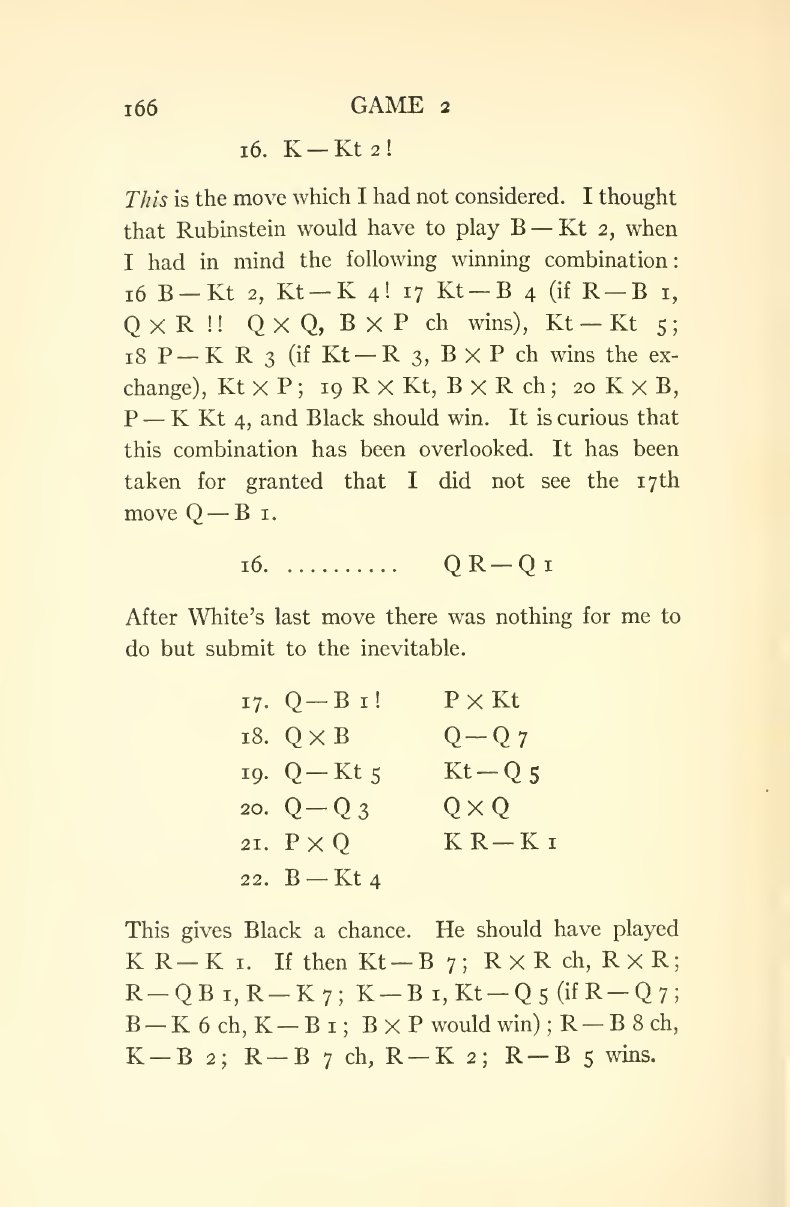 166 GAME 2
16. K—Kt 2!
This is the move which I had not considered. I thought
that Rubinstein would have to play B—Kt 2, when
I had in mind the following winning combination:
16 B—Kt 2, Kt—K 4! 17 Kt—B 4 (if R—B 1,
Q × R !! Q × Q, B × P ch wins), Kt—Kt 5;
18 P—K R 3 (if Kt—R 3, B × P ch wins the ex-
change), Kt × P; 19 R × Kt, B × R ch; 20 K × B,
P—K Kt 4, and Black should win. It is curious that
this combination has been overlooked. It has been
taken for granted that I did not see the 17th
move Q—B 1.
16. .......... Q R—Q 1
After White's last move there was nothing for me to
do but submit to the inevitable.
17. Q—B 1! P × Kt
18. Q × B Q—Q 7
19. Q—Kt 5 Kt—Q 5
20. Q—Q 3 Q × Q
21. P × Q K R—K 1
22. B—Kt 4
This gives Black a chance. He should have played
K R—K 1. If then Kt—B 7; R × R ch, R × R;
R—Q B 1, R—K 7; K—B 1, Kt—Q 5 (if R—Q 7;
B—K 6 ch, K—B 1; B × P would win); R—B 8 ch,
K—B 2; R—B 7 ch, R—K 2; R—B 5 wins.